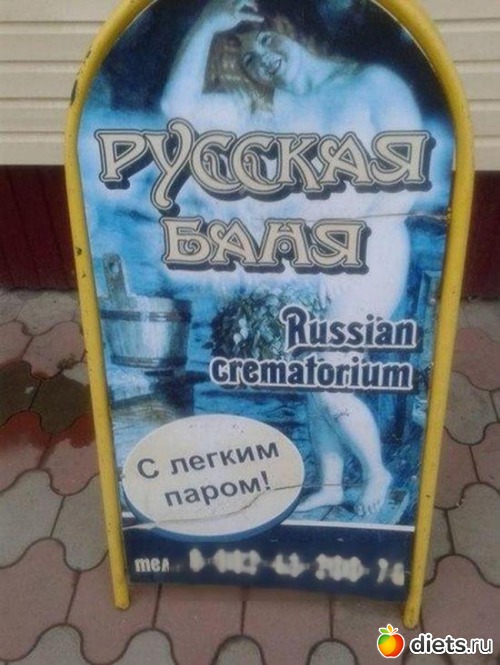 РУССКАЯ
БАНЯ
Russian
crematorium
С легким
паром!
тел
diets.ru